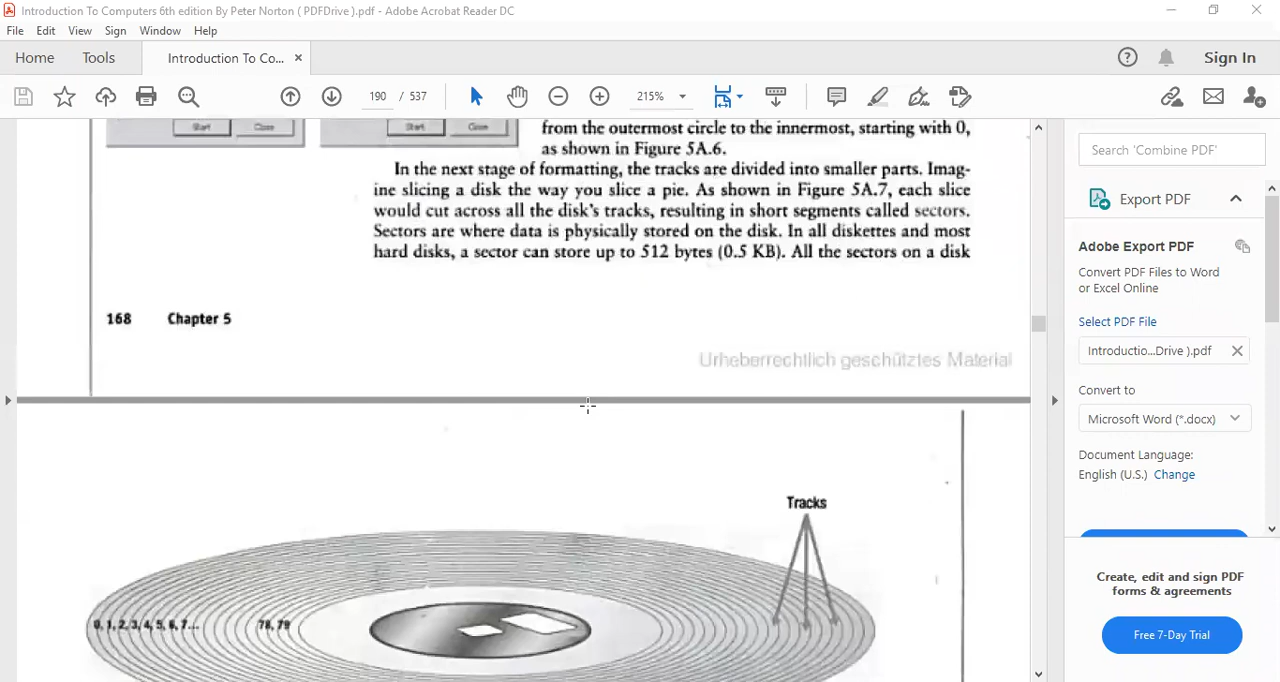 Introduction To Computers 6th edition By Peter Norton ( PDFDrive ).pdf - Adobe Acrobat Reader DC
File Edit View Sign Window Help
Home Tools Introduction To Co... × Sign In
190 / 537 215%
Start Close Start Close
from the outermost circle to the innermost, starting with 0,
as shown in Figure 5A.6.
In the next stage of formatting, the tracks are divided into smaller parts. Imag-
ine slicing a disk the way you slice a pie. As shown in Figure 5A.7, each slice
would cut across all the disk's tracks, resulting in short segments called sectors.
Sectors are where data is physically stored on the disk. In all diskettes and most
hard disks, a sector can store up to 512 bytes (0.5 KB). All the sectors on a disk
168 Chapter 5
Urheberrechtlich geschütztes Material
Tracks
0, 1, 2, 3, 4, 5, 6, 7... 78, 79
Search 'Combine PDF'
Export PDF
Adobe Export PDF
Convert PDF Files to Word
or Excel Online
Select PDF File
Introductio...Drive ).pdf
Convert to
Microsoft Word (*.docx)
Document Language:
English (U.S.) Change
Create, edit and sign PDF
forms & agreements
Free 7-Day Trial